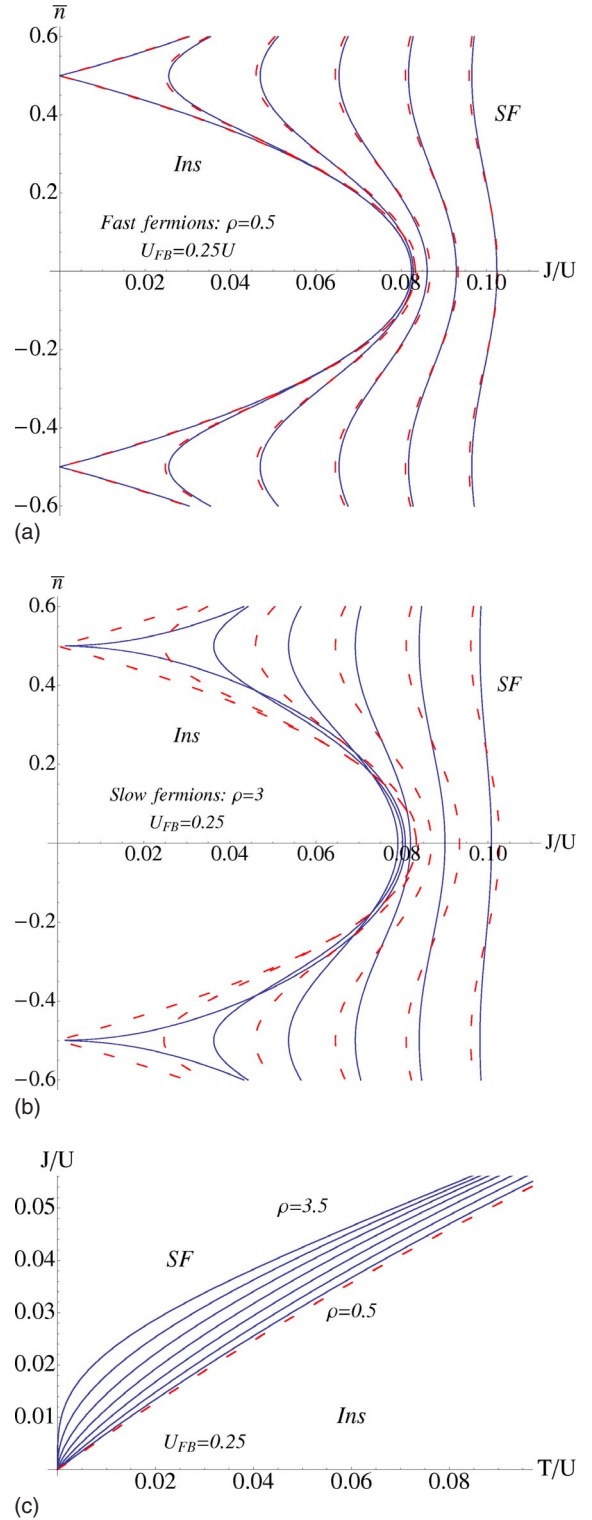 n̄
0.6
0.4
0.2
−0.2
−0.4
−0.6
SF
Ins
Fast fermions: ρ=0.5
U_FB=0.25U
0.02 0.04 0.06 0.08 0.10 J/U
(a)
n̄
0.6
0.4
0.2
−0.2
−0.4
−0.6
SF
Ins
Slow fermions: ρ=3
U_FB=0.25
0.02 0.04 0.06 0.08 0.10 J/U
(b)
J/U
0.05
0.04
0.03
0.02
0.01
ρ=3.5
SF
ρ=0.5
Ins
U_FB=0.25
0.02 0.04 0.06 0.08 T/U
(c)